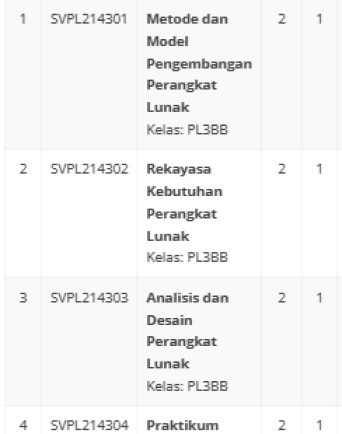 1 SVPL214301 Metode dan 2 1
Model
Pengembangan
Perangkat
Lunak
Kelas: PL3BB
2 SVPL214302 Rekayasa 2 1
Kebutuhan
Perangkat
Lunak
Kelas: PL3BB
3 SVPL214303 Analisis dan 2 1
Desain
Perangkat
Lunak
Kelas: PL3BB
4 SVPL214304 Praktikum 2 1